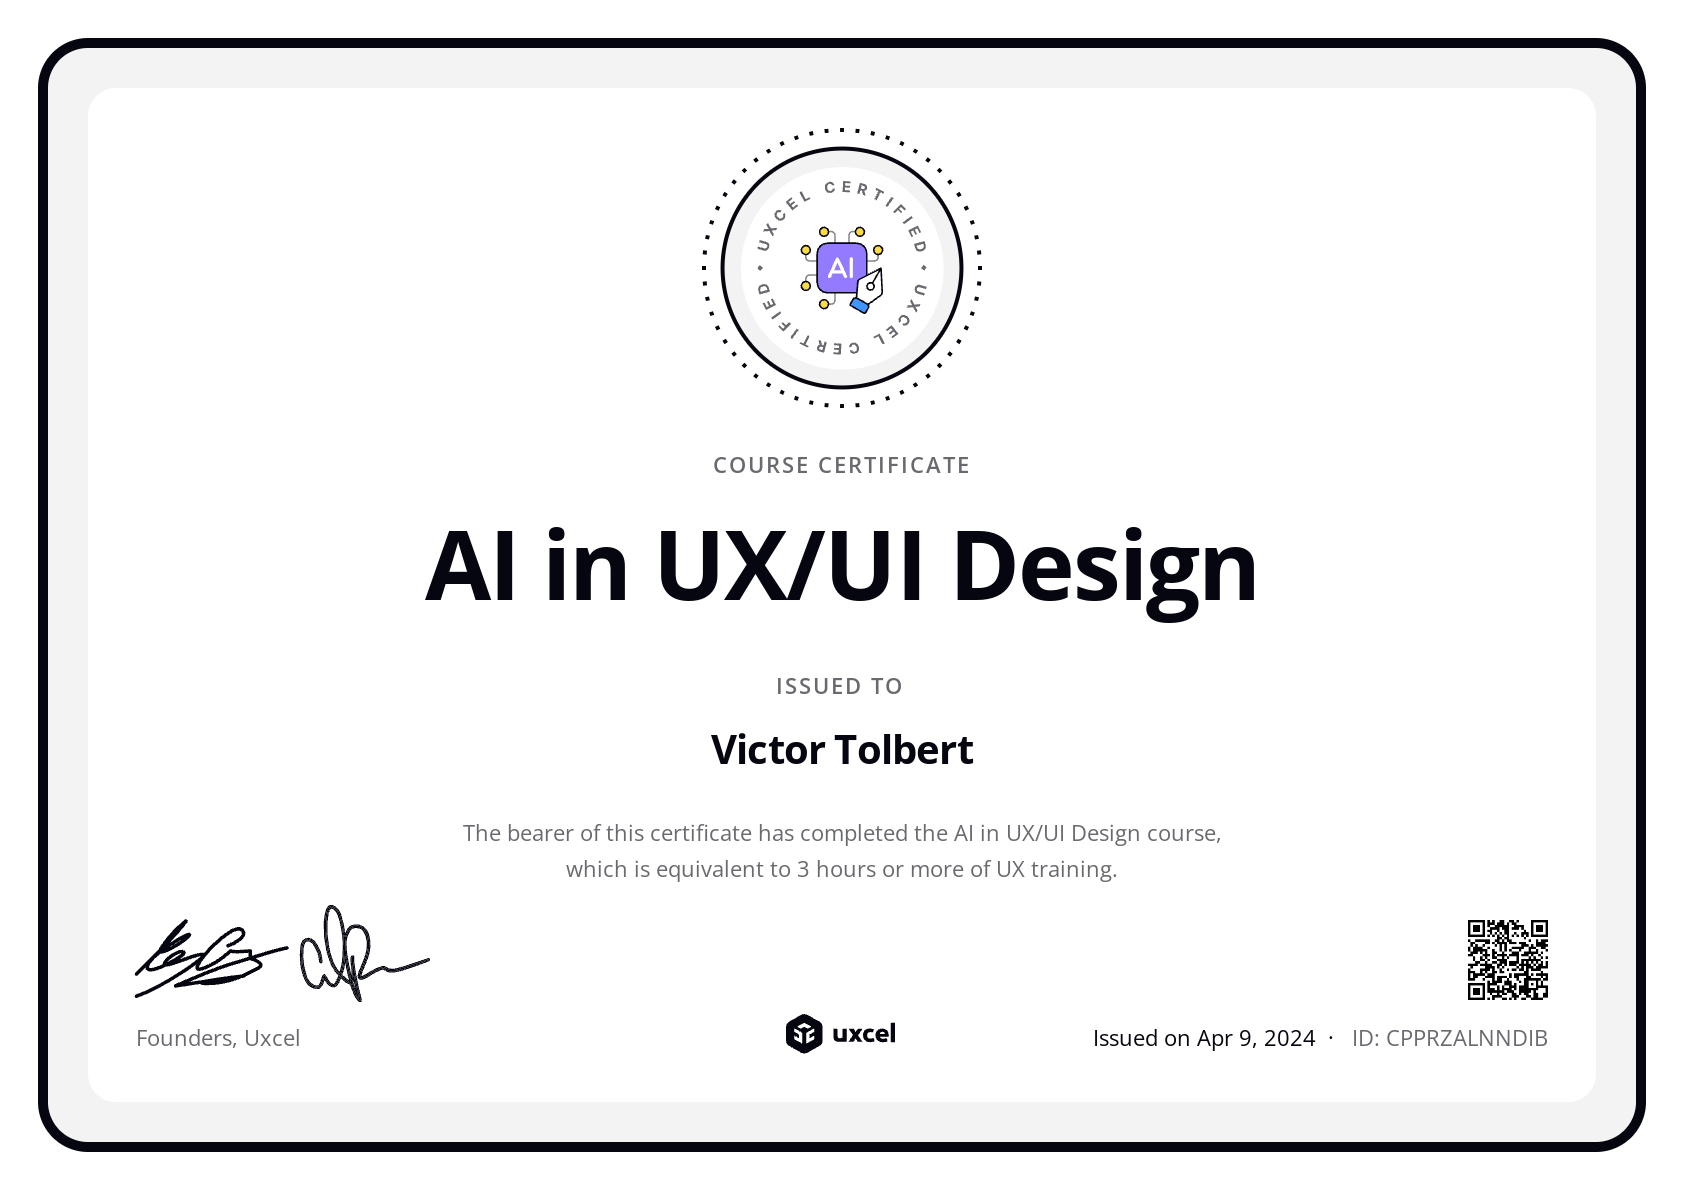 UXCEL CERTIFIED • UXCEL CERTIFIED •
AI
COURSE CERTIFICATE
AI in UX/UI Design
ISSUED TO
Victor Tolbert
The bearer of this certificate has completed the AI in UX/UI Design course,
which is equivalent to 3 hours or more of UX training.
Founders, Uxcel
uxcel
Issued on Apr 9, 2024 · ID: CPPRZALNNDIB